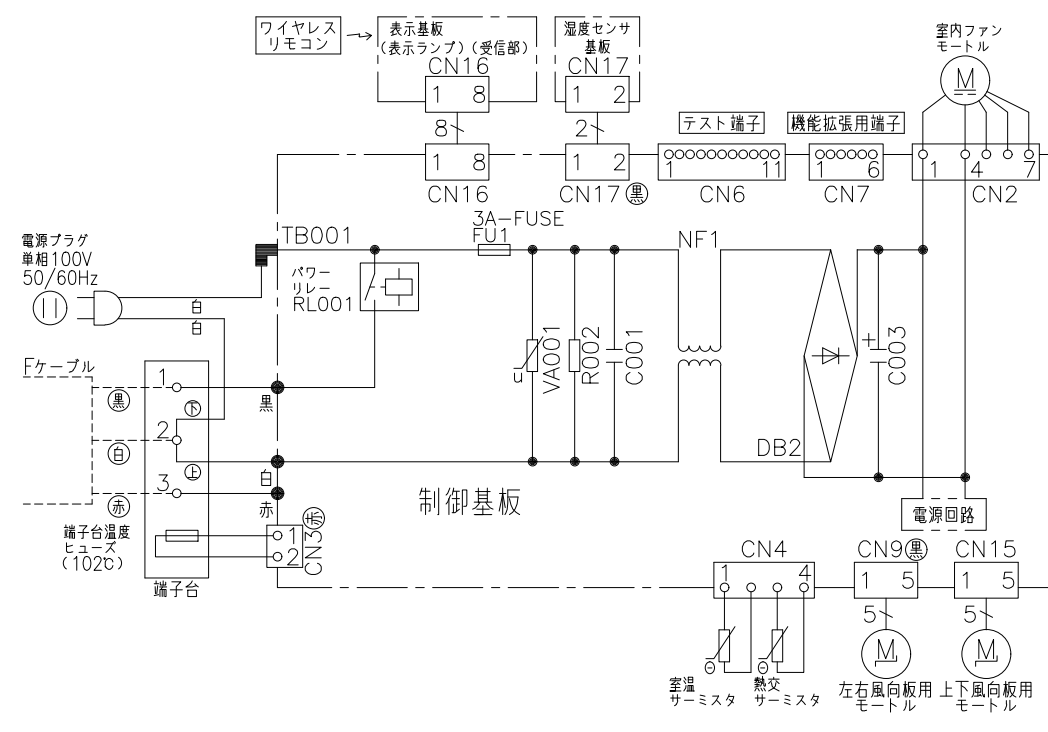 ワイヤレス
リモコン
表示基板
(表示ランプ)(受信部)
CN16
1 8
8
1 8
CN16
湿度センサ
基板
CN17
1 2
2
1 2
CN17 黒
テスト端子
1 11
CN6
機能拡張用端子
1 6
CN7
室内ファン
モートル
M
1 4 7
CN2
電源プラグ
単相100V
50/60Hz
白
白
TB001
パワー
リレー
RL001
3A-FUSE
FU1
u
VA001
R002
C001
NF1
DB2
+
C003
Fケーブル
黒
白
赤
1
2
3
下
上
黒
白
赤
端子台温度
ヒューズ
(102℃)
端子台
1
2
CN3 赤
制御基板
電源回路
CN4
1 4
θ
θ
室温
サーミスタ
熱交
サーミスタ
CN9 黒
1 5
5
M
左右風向板用
モートル
CN15
1 5
5
M
上下風向板用
モートル